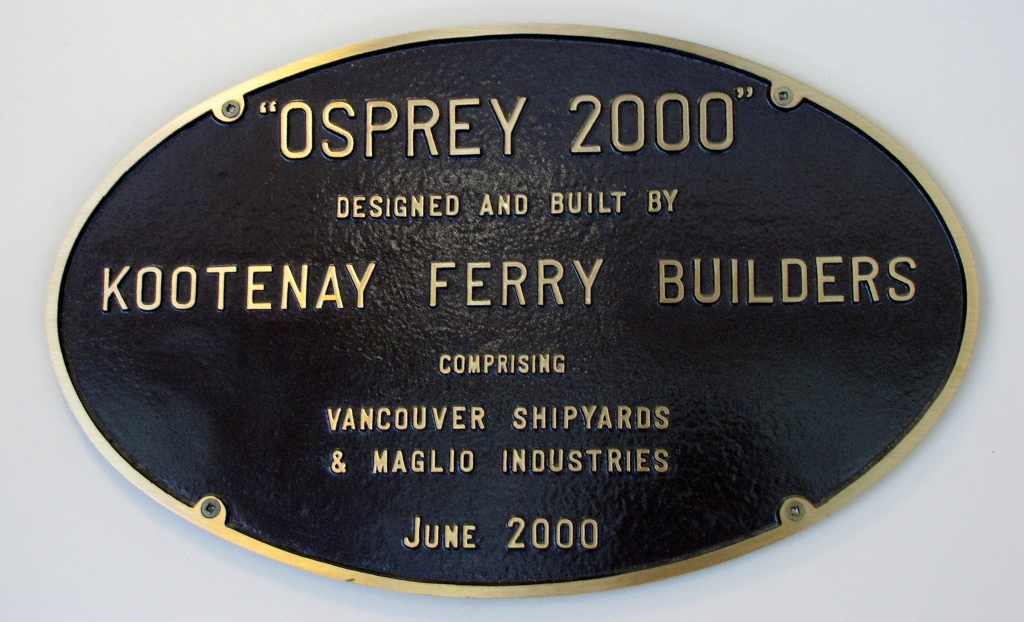 “OSPREY 2000”
DESIGNED AND BUILT BY
KOOTENAY FERRY BUILDERS
COMPRISING
VANCOUVER SHIPYARDS
& MAGLIO INDUSTRIES
JUNE 2000